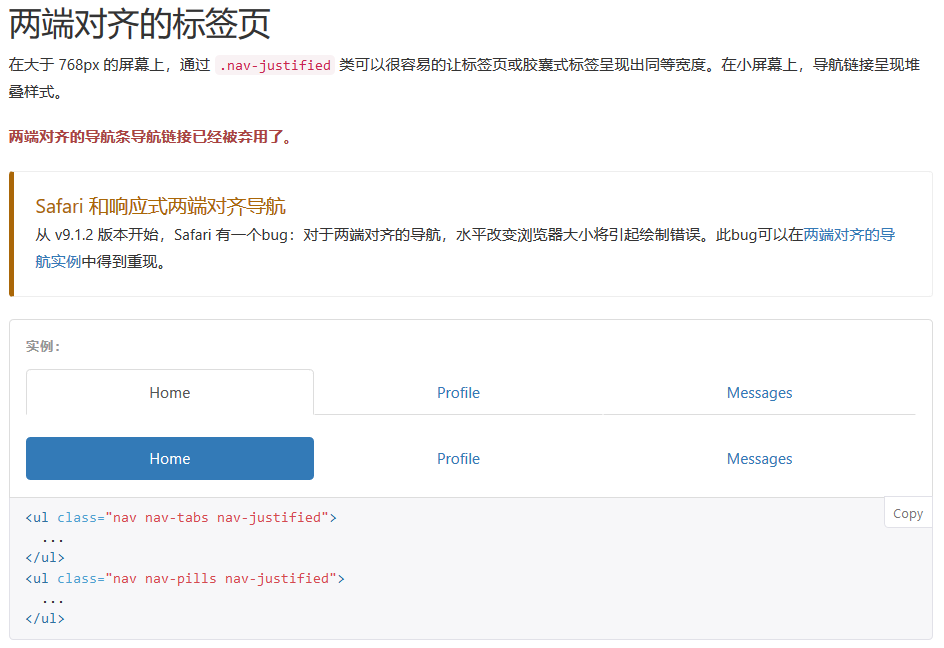 两端对齐的标签页
在大于 768px 的屏幕上，通过 .nav-justified 类可以很容易的让标签页或胶囊式标签呈现出同等宽度。在小屏幕上，导航链接呈现堆
叠样式。
两端对齐的导航条导航链接已经被弃用了。
Safari 和响应式两端对齐导航
从 v9.1.2 版本开始，Safari 有一个bug：对于两端对齐的导航，水平改变浏览器大小将引起绘制错误。此bug可以在两端对齐的导
航实例中得到重现。
实例：
Home Profile Messages
Home Profile Messages
Copy
<ul class="nav nav-tabs nav-justified">
...
</ul>
<ul class="nav nav-pills nav-justified">
...
</ul>